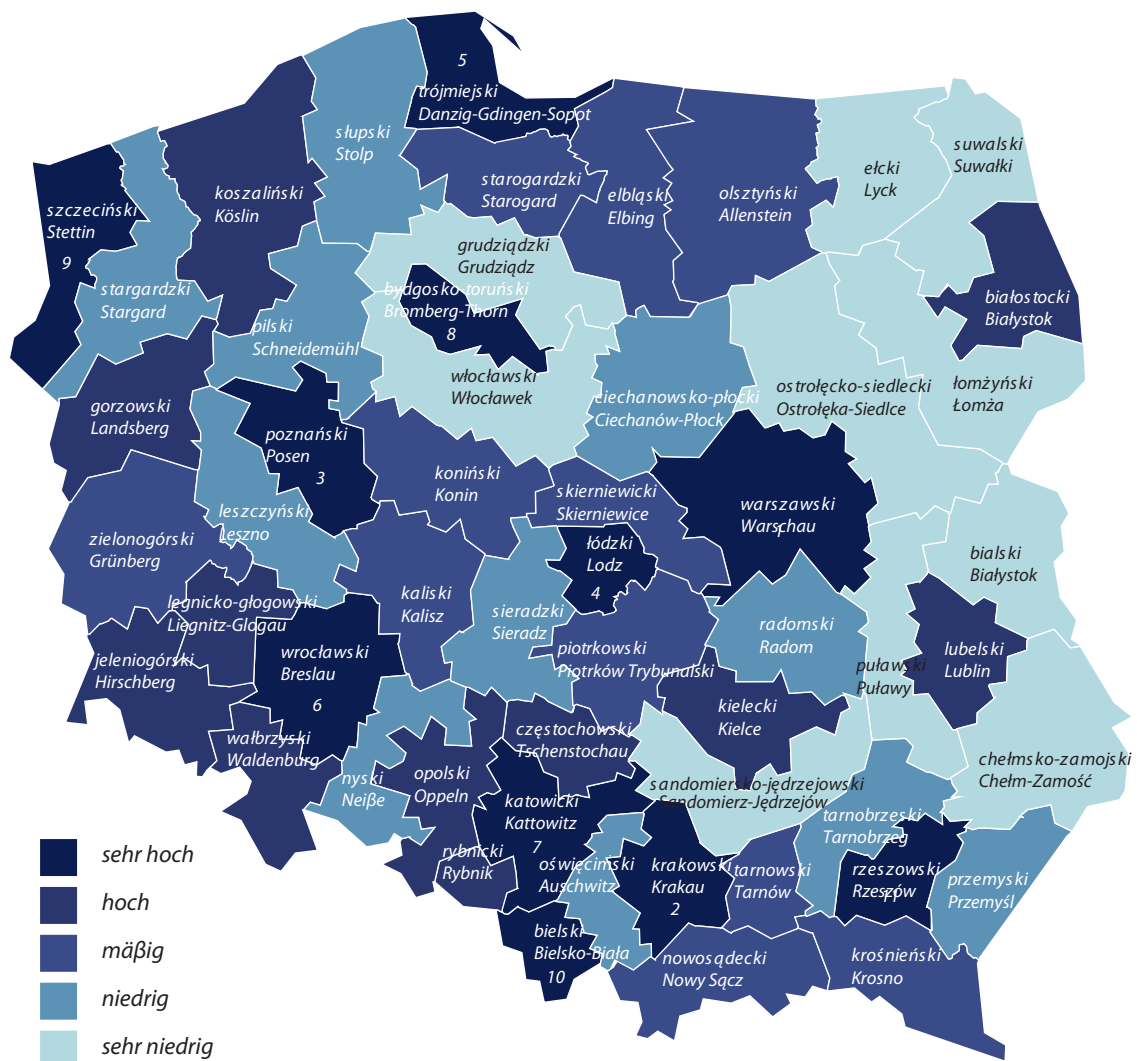 5
trójmiejski
Danzig-Gdingen-Sopot
słupski
Stolp
koszaliński
Köslin
starogardzki
Starogard
elbląski
Elbing
olsztyński
Allenstein
ełcki
Lyck
suwalski
Suwałki
szczeciński
Stettin
9
stargardzki
Stargard
grudziądzki
Grudziądz
bydgosko-toruński
Bromberg-Thorn
8
białostocki
Białystok
pilski
Schneidemühl
włocławski
Włocławek
ciechanowsko-płocki
Ciechanów-Płock
ostrołęcko-siedlecki
Ostrołęka-Siedlce
łomżyński
Łomża
gorzowski
Landsberg
poznański
Posen
3
koniński
Konin
skierniewicki
Skierniewice
warszawski
Warschau
1
leszczyński
Leszno
zielonogórski
Grünberg
łódzki
Lodz
4
bialski
Białystok
legnicko-głogowski
Liegnitz-Glogau
kaliski
Kalisz
sieradzki
Sieradz
radomski
Radom
jeleniogórski
Hirschberg
wrocławski
Breslau
6
piotrkowski
Piotrków Trybunalski
puławski
Puławy
lubelski
Lublin
wałbrzyski
Waldenburg
częstochowski
Tschenstochau
kielecki
Kielce
nyski
Neiße
opolski
Oppeln
katowicki
Kattowitz
7
sandomiersko-jędrzejowski
Sandomierz-Jędrzejów
chełmsko-zamojski
Chełm-Zamość
tarnobrzeski
Tarnobrzeg
rybnicki
Rybnik
oświęcimski
Auschwitz
krakowski
Krakau
2
tarnowski
Tarnów
rzeszowski
Rzeszów
11
przemyski
Przemyśl
bielski
Bielsko-Biała
10
nowosądecki
Nowy Sącz
krośnieński
Krosno
sehr hoch
hoch
mäßig
niedrig
sehr niedrig